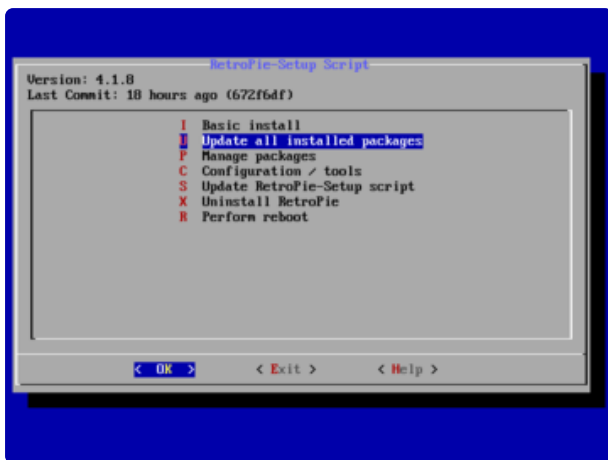 RetroPie-Setup Script
Version: 4.1.8
Last Commit: 18 hours ago (672f6df)
I Basic install
U Update all installed packages
P Manage packages
C Configuration / tools
S Update RetroPie-Setup script
X Uninstall RetroPie
R Perform reboot
< OK > < Exit > < Help >